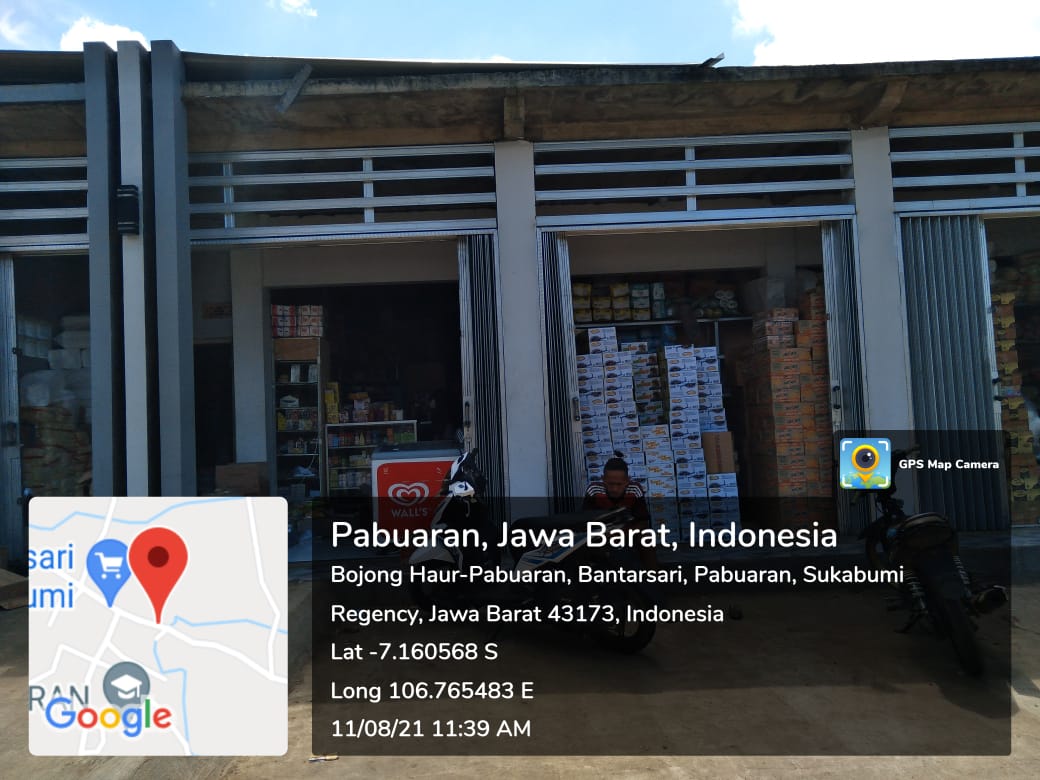 WALL'S
GPS Map Camera
Pabuaran, Jawa Barat, Indonesia
Bojong Haur-Pabuaran, Bantarsari, Pabuaran, Sukabumi
Regency, Jawa Barat 43173, Indonesia
Lat -7.160568 S
Long 106.765483 E
11/08/21 11:39 AM
sari
umi
RAN
Google